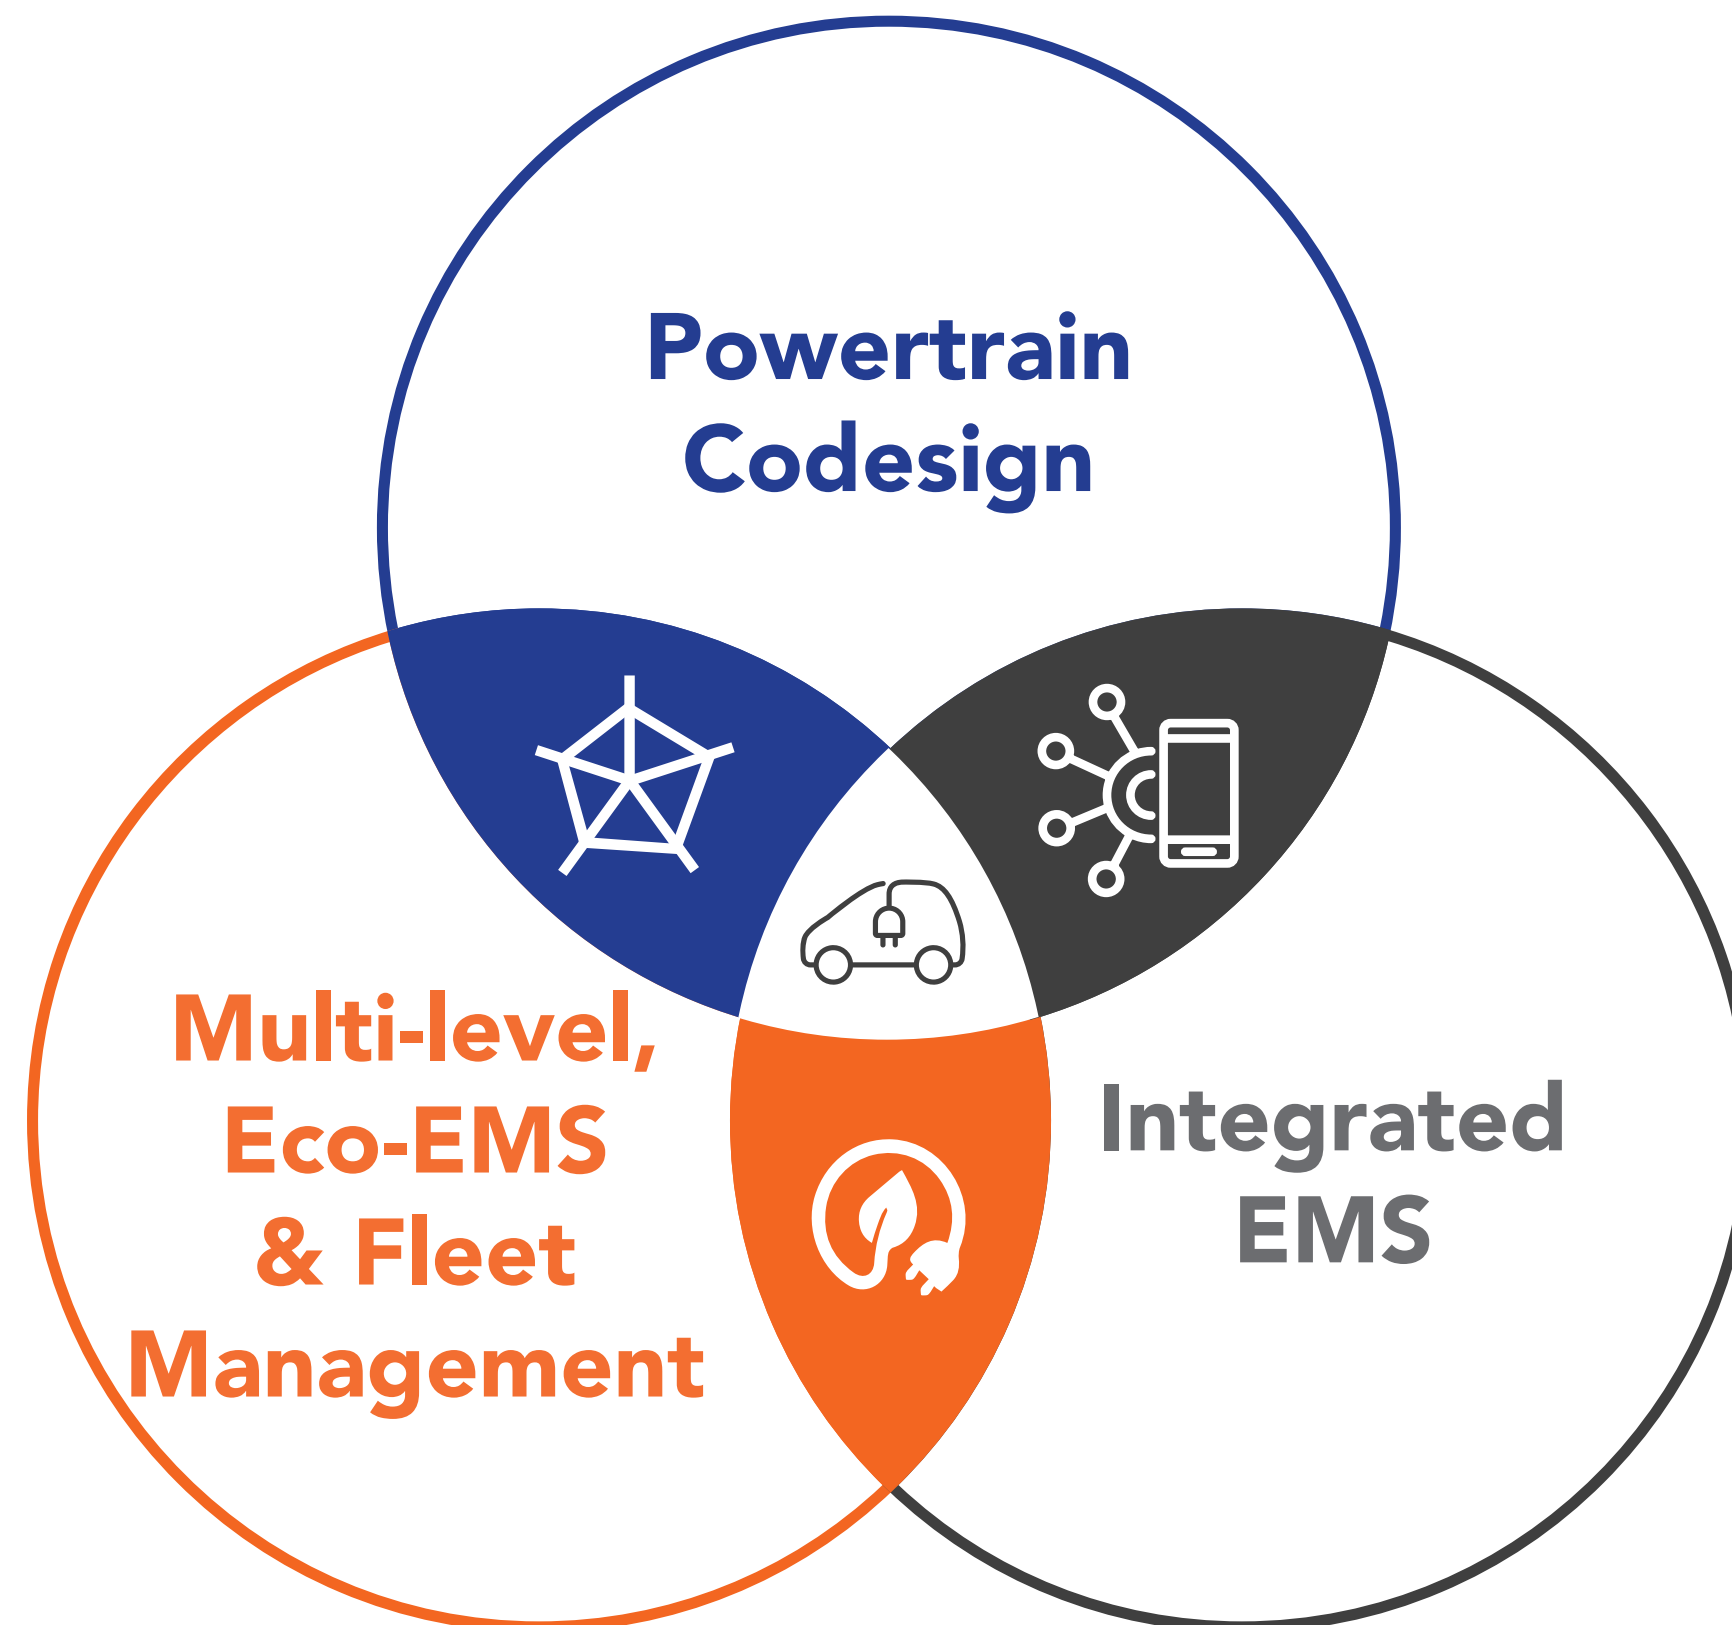 Powertrain
Codesign
Multi-level,
Eco-EMS
& Fleet
Management
Integrated
EMS